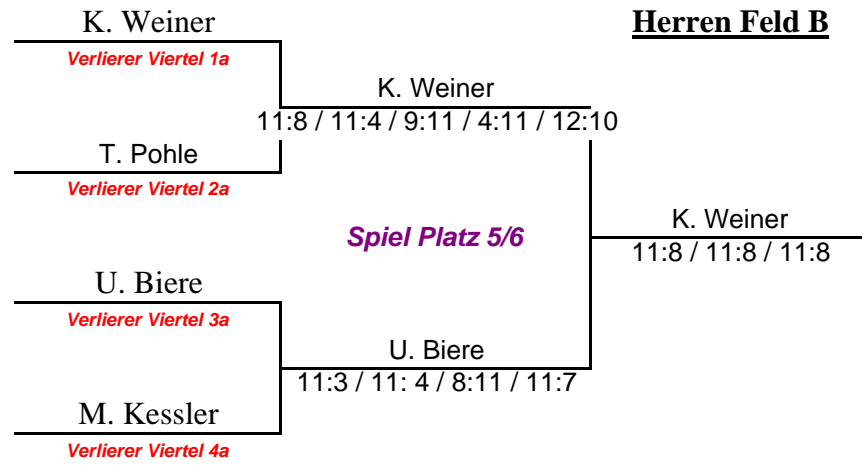 K. Weiner
Herren Feld B
Verlierer Viertel 1a
K. Weiner
11:8 / 11:4 / 9:11 / 4:11 / 12:10
T. Pohle
Verlierer Viertel 2a
Spiel Platz 5/6
K. Weiner
11:8 / 11:8 / 11:8
U. Biere
Verlierer Viertel 3a
U. Biere
11:3 / 11: 4 / 8:11 / 11:7
M. Kessler
Verlierer Viertel 4a